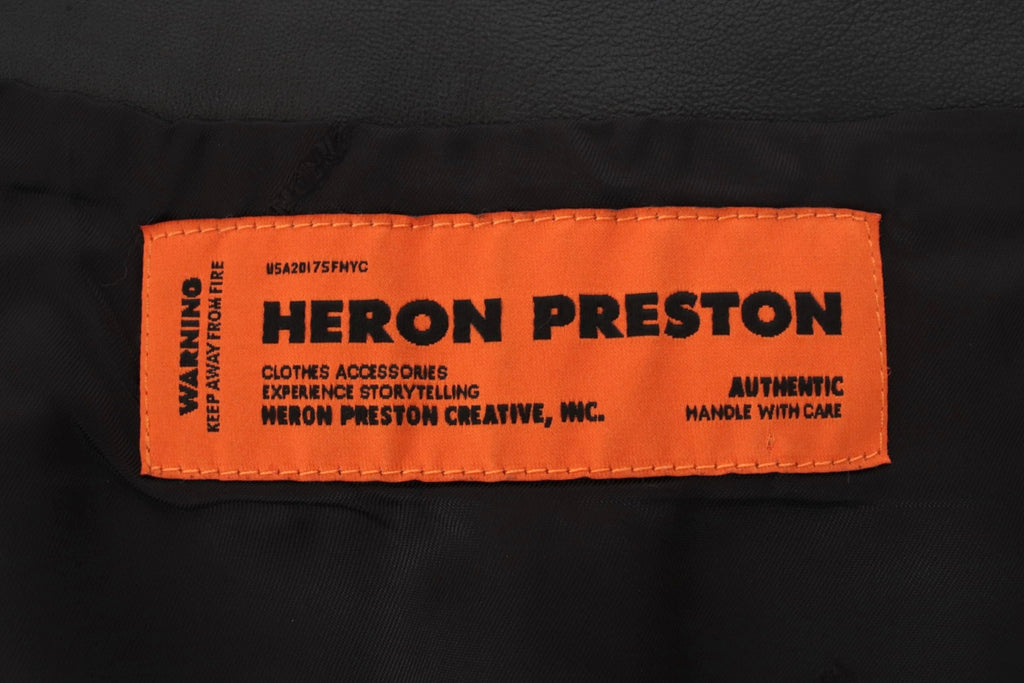 WARNING
KEEP AWAY FROM FIRE
USA2017SFNYC
HERON PRESTON
CLOTHES ACCESSORIES
EXPERIENCE STORYTELLING
HERON PRESTON CREATIVE, INC.
AUTHENTIC
HANDLE WITH CARE